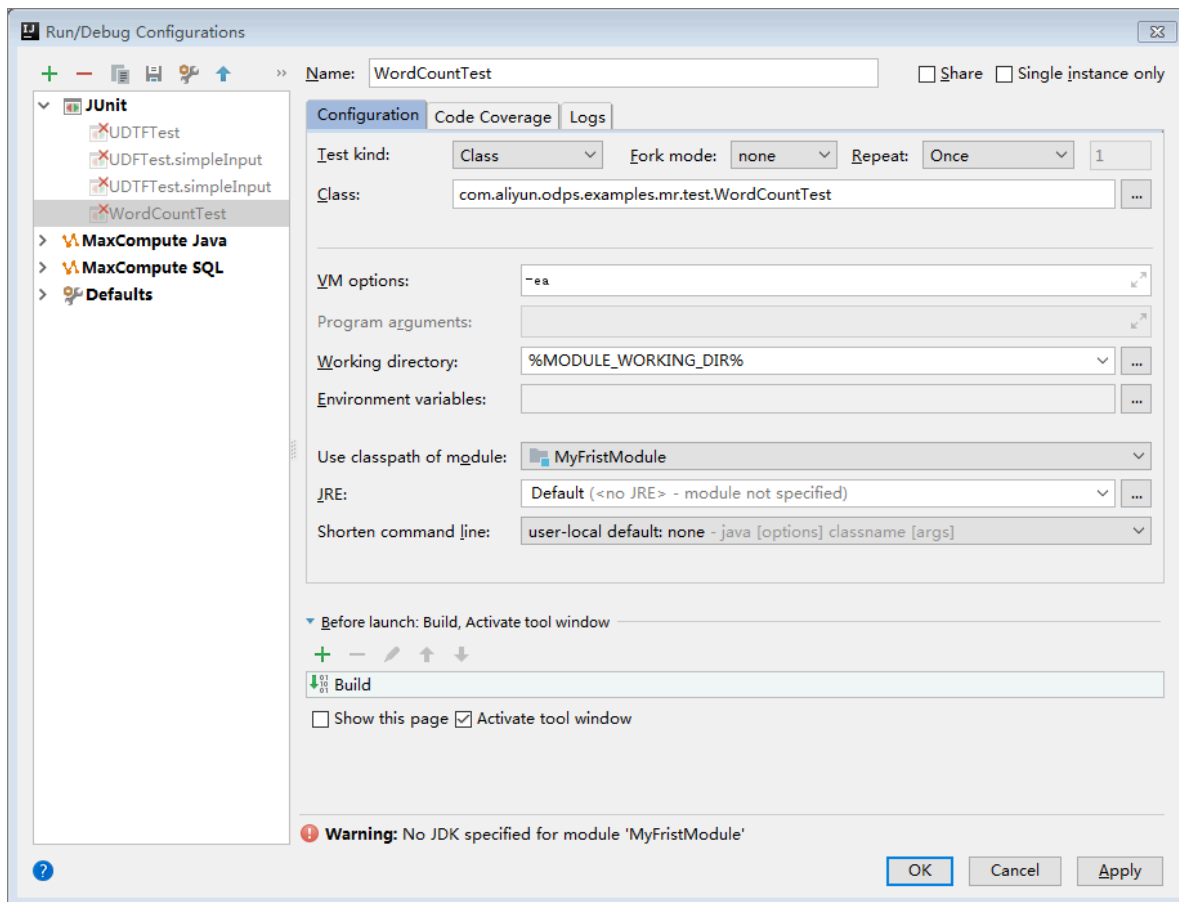 Run/Debug Configurations
Name: WordCountTest Share Single instance only
JUnit
UDTFTest
UDFTest.simpleInput
UDTFTest.simpleInput
WordCountTest
MaxCompute Java
MaxCompute SQL
Defaults
Configuration Code Coverage Logs
Test kind: Class Fork mode: none Repeat: Once 1
Class: com.aliyun.odps.examples.mr.test.WordCountTest ...
VM options: -ea
Program arguments:
Working directory: %MODULE_WORKING_DIR% ...
Environment variables: ...
Use classpath of module: MyFristModule
JRE: Default (<no JRE> - module not specified) ...
Shorten command line: user-local default: none - java [options] classname [args]
Before launch: Build, Activate tool window
Build
Show this page Activate tool window
Warning: No JDK specified for module 'MyFristModule'
? OK Cancel Apply